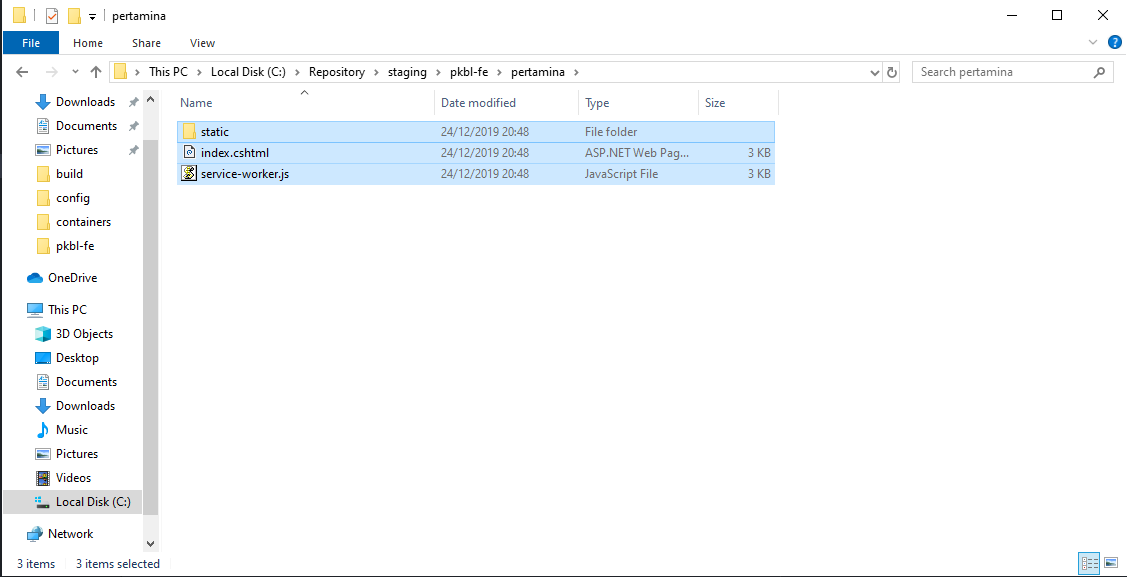 pertamina
File Home Share View
This PC Local Disk (C:) Repository staging pkbl-fe pertamina Search pertamina
Downloads
Documents
Pictures
build
config
containers
pkbl-fe
OneDrive
This PC
3D Objects
Desktop
Documents
Downloads
Music
Pictures
Videos
Local Disk (C:)
Network
Name Date modified Type Size
static 24/12/2019 20:48 File folder
index.cshtml 24/12/2019 20:48 ASP.NET Web Pag... 3 KB
service-worker.js 24/12/2019 20:48 JavaScript File 3 KB
3 items 3 items selected